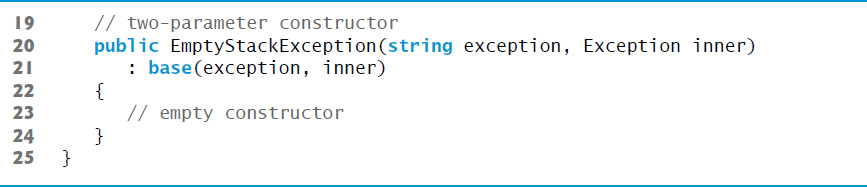 19 // two-parameter constructor
20 public EmptyStackException(string exception, Exception inner)
21 : base(exception, inner)
22 {
23 // empty constructor
24 }
25 }